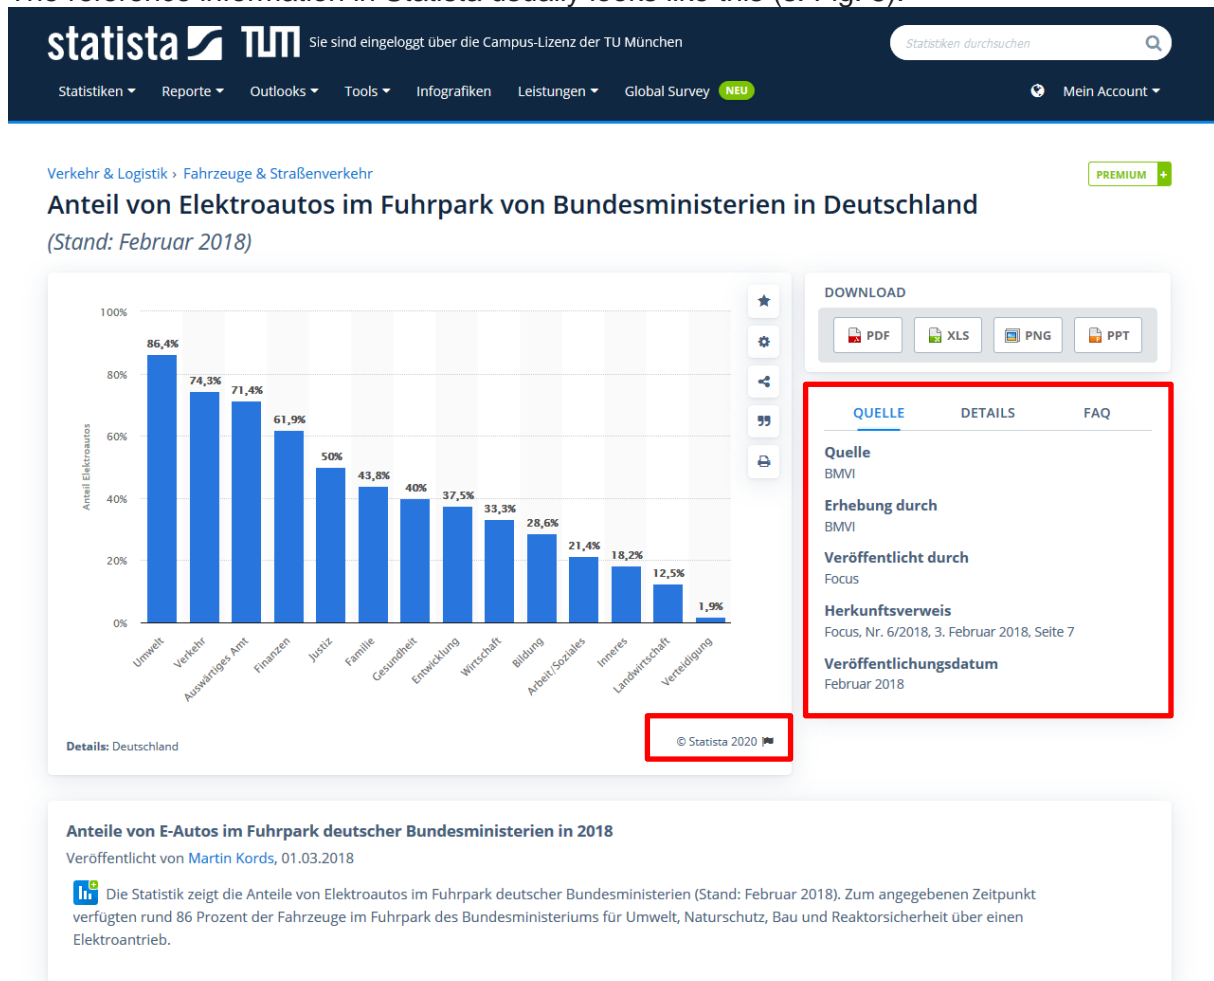 The reference information in Statista usually looks like this (s. Fig. 3):
statista TUM Sie sind eingeloggt über die Campus-Lizenz der TU München Statistiken durchsuchen
Statistiken Reporte Outlooks Tools Infografiken Leistungen Global Survey NEU Mein Account
Verkehr & Logistik › Fahrzeuge & Straßenverkehr
PREMIUM +
Anteil von Elektroautos im Fuhrpark von Bundesministerien in Deutschland
(Stand: Februar 2018)
Anteil Elektroautos
100%
80%
60%
40%
20%
0%
86,4%
74,3%
71,4%
61,9%
50%
43,8%
40%
37,5%
33,3%
28,6%
21,4%
18,2%
12,5%
1,9%
Umwelt
Verkehr
Auswärtiges Amt
Finanzen
Justiz
Familie
Gesundheit
Entwicklung
Wirtschaft
Bildung
Arbeit/Soziales
Inneres
Landwirtschaft
Verteidigung
Details: Deutschland
© Statista 2020
DOWNLOAD
PDF XLS PNG PPT
QUELLE DETAILS FAQ
Quelle
BMVI
Erhebung durch
BMVI
Veröffentlicht durch
Focus
Herkunftsverweis
Focus, Nr. 6/2018, 3. Februar 2018, Seite 7
Veröffentlichungsdatum
Februar 2018
Anteile von E-Autos im Fuhrpark deutscher Bundesministerien in 2018
Veröffentlicht von Martin Kords, 01.03.2018
Die Statistik zeigt die Anteile von Elektroautos im Fuhrpark deutscher Bundesministerien (Stand: Februar 2018). Zum angegebenen Zeitpunkt
verfügten rund 86 Prozent der Fahrzeuge im Fuhrpark des Bundesministeriums für Umwelt, Naturschutz, Bau und Reaktorsicherheit über einen
Elektroantrieb.